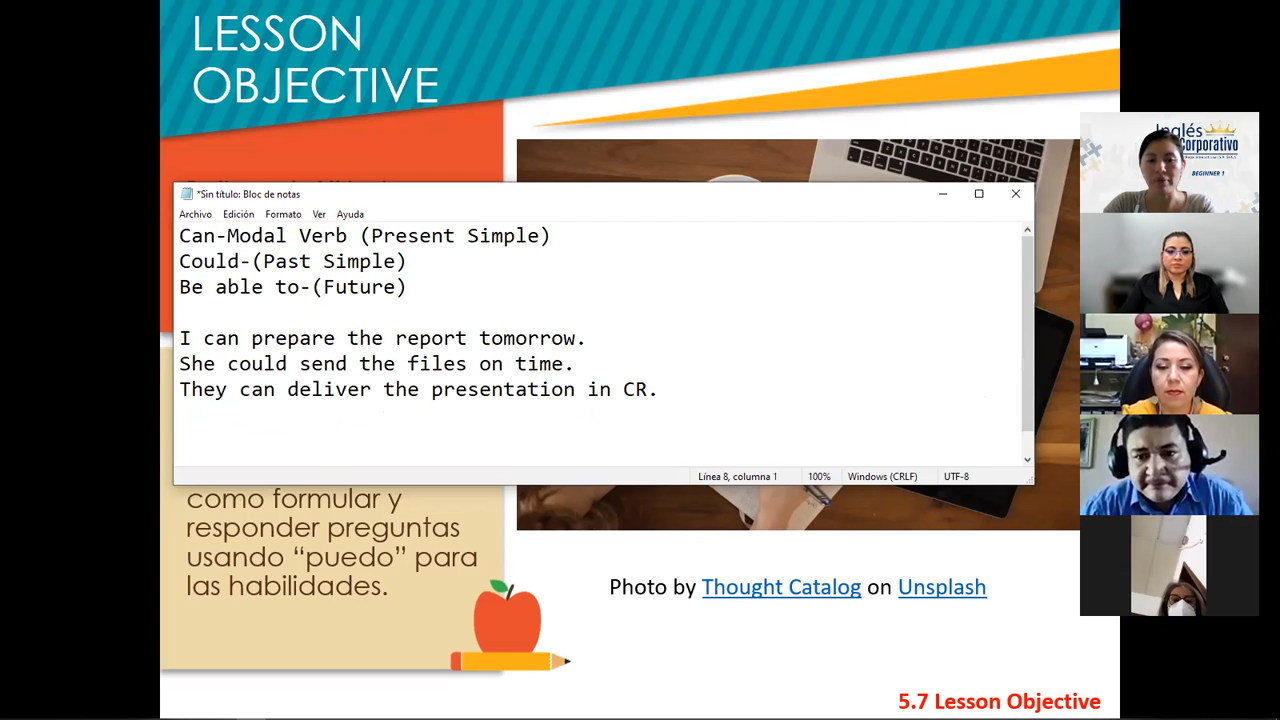 LESSON
OBJECTIVE
*Sin título: Bloc de notas
Archivo Edición Formato Ver Ayuda
Can-Modal Verb (Present Simple)
Could-(Past Simple)
Be able to-(Future)
I can prepare the report tomorrow.
She could send the files on time.
They can deliver the presentation in CR.
Línea 8, columna 1 100% Windows (CRLF) UTF-8
como formular y
responder preguntas
usando “puedo” para
las habilidades.
Photo by Thought Catalog on Unsplash
5.7 Lesson Objective
Inglés
Corporativo
BEGINNER 1